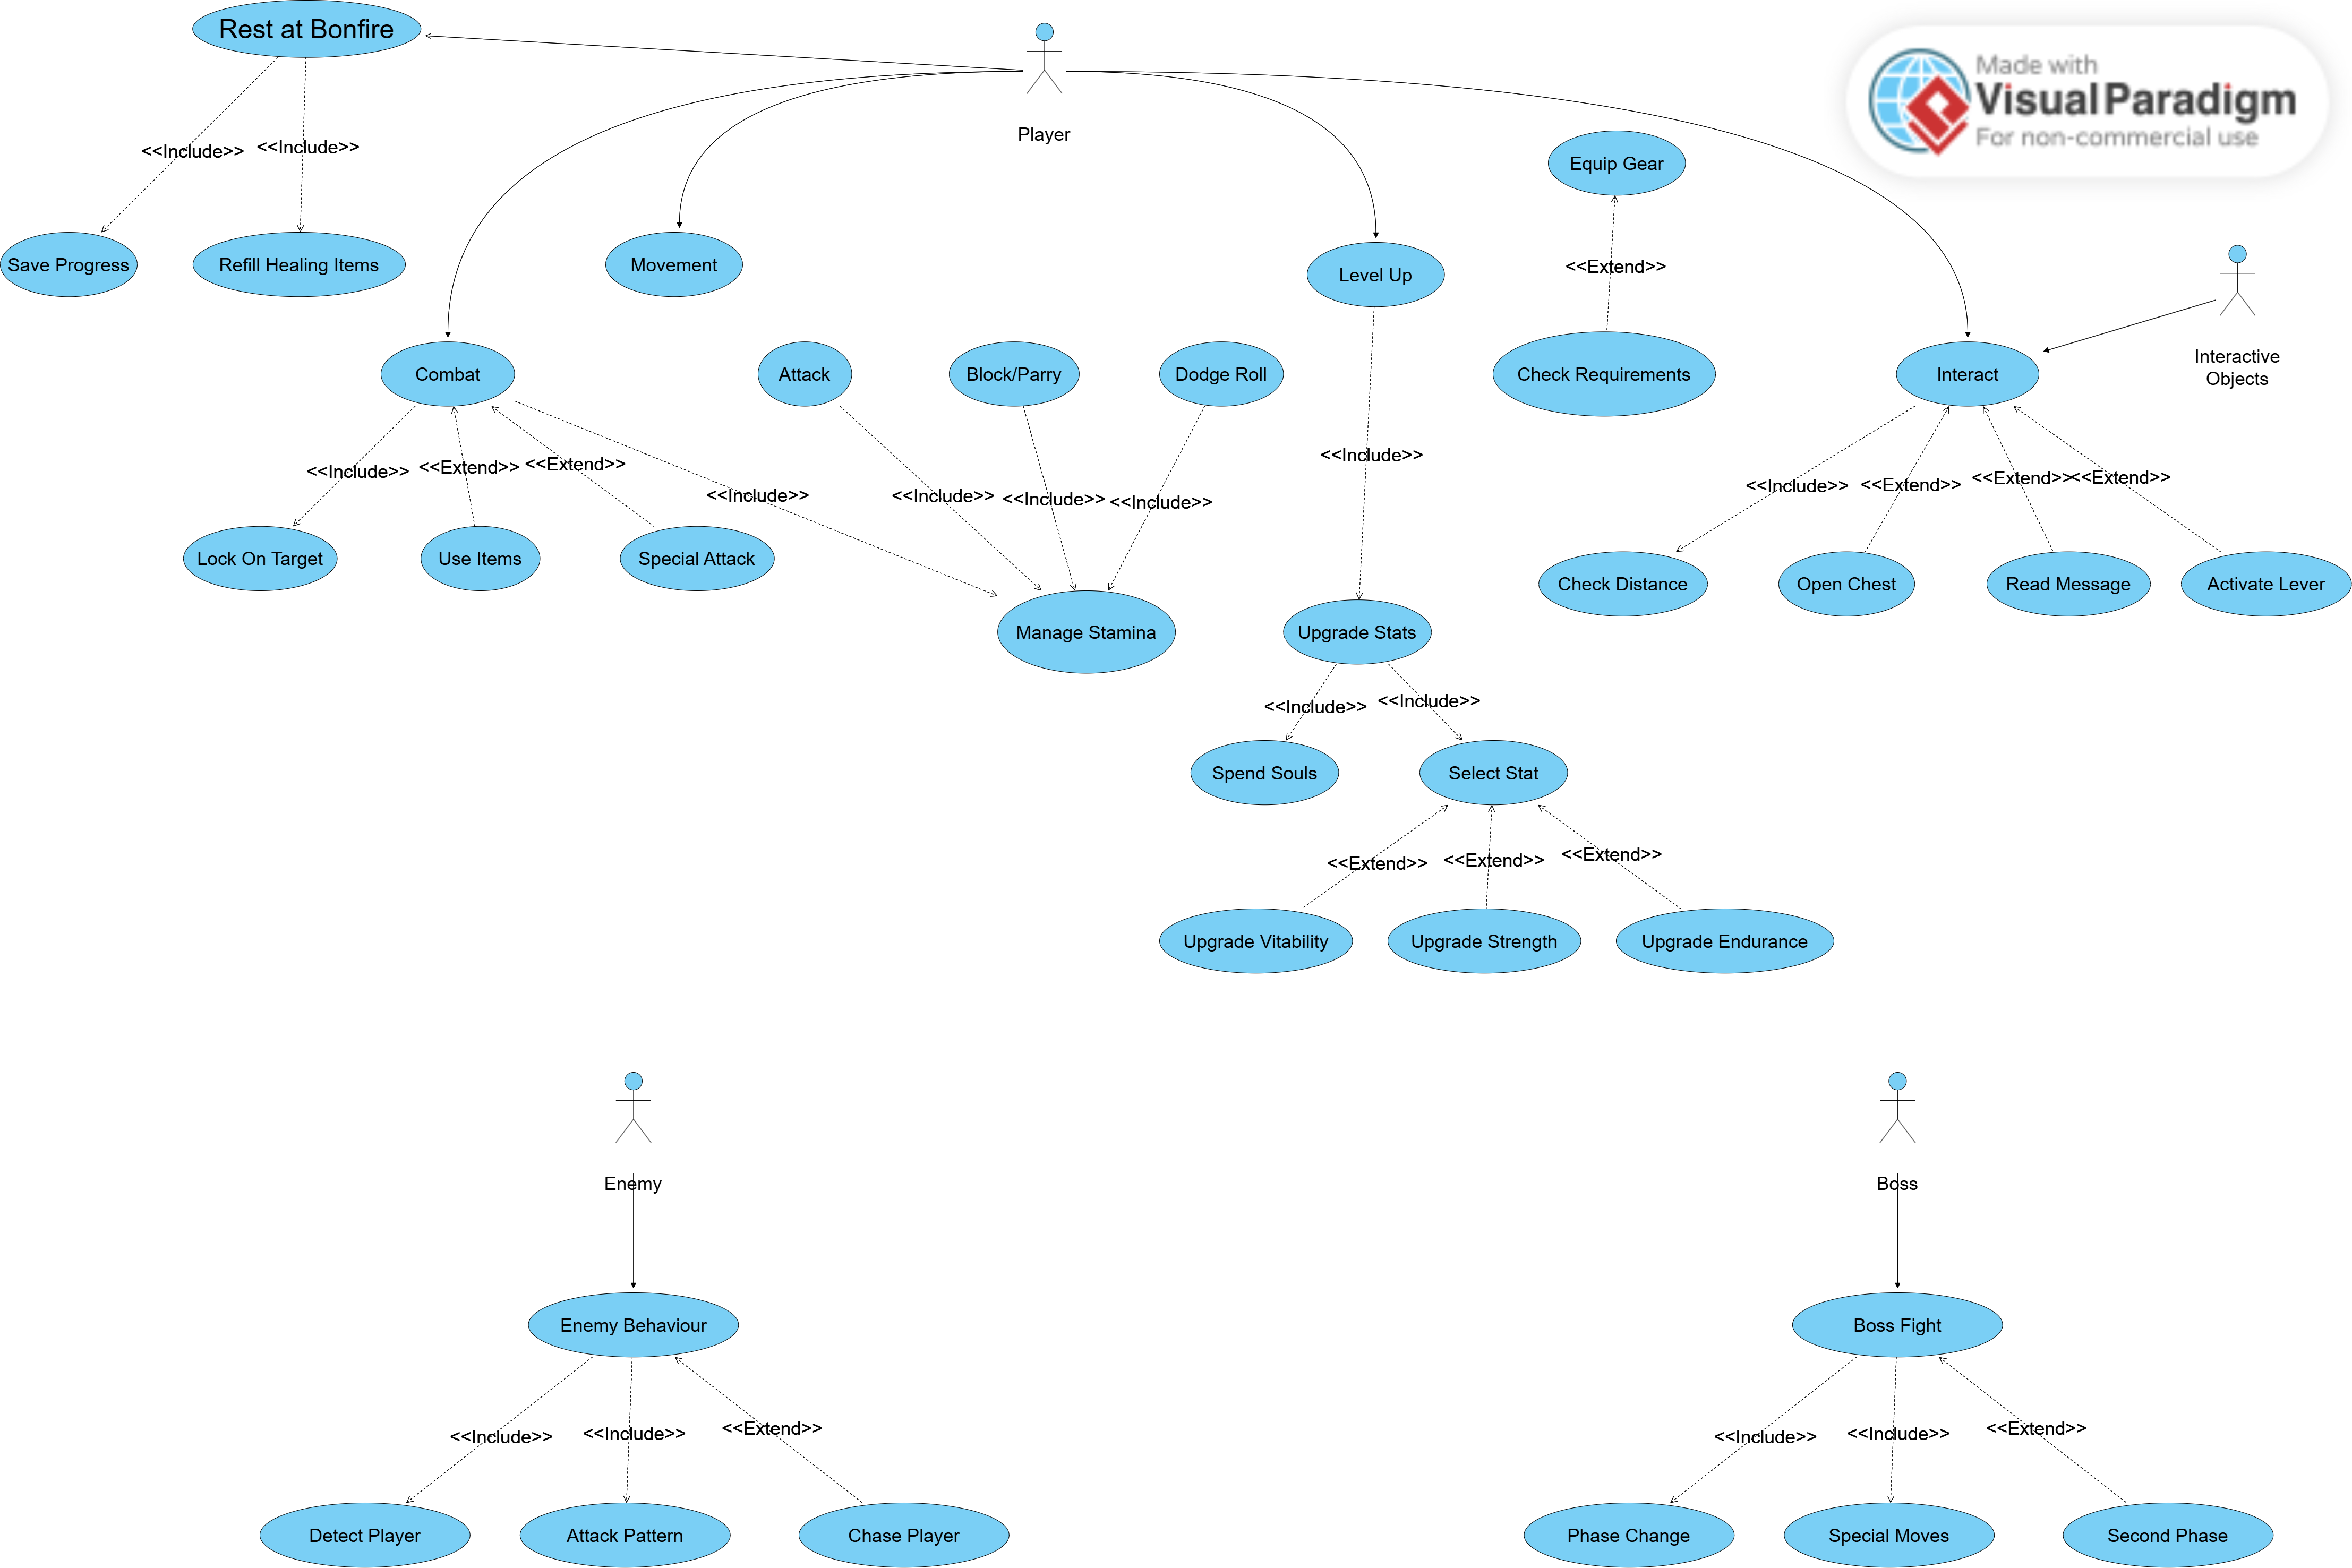 Rest at Bonfire
Made with
Visual Paradigm
For non-commercial use
Player
<<Include>>
<<Include>>
Equip Gear
Save Progress
Refill Healing Items
Movement
Level Up
<<Extend>>
Interactive
Objects
Combat
Attack
Block/Parry
Dodge Roll
Check Requirements
Interact
<<Include>>
<<Extend>>
<<Extend>>
<<Include>>
<<Include>>
<<Include>>
<<Include>>
<<Include>>
<<Include>>
<<Extend>>
<<Extend>>
<<Extend>>
Lock On Target
Use Items
Special Attack
Check Distance
Open Chest
Read Message
Activate Lever
Manage Stamina
Upgrade Stats
<<Include>>
<<Include>>
Spend Souls
Select Stat
<<Extend>>
<<Extend>>
<<Extend>>
Upgrade Vitability
Upgrade Strength
Upgrade Endurance
Enemy
Boss
Enemy Behaviour
Boss Fight
<<Include>>
<<Include>>
<<Extend>>
<<Include>>
<<Include>>
<<Extend>>
Detect Player
Attack Pattern
Chase Player
Phase Change
Special Moves
Second Phase